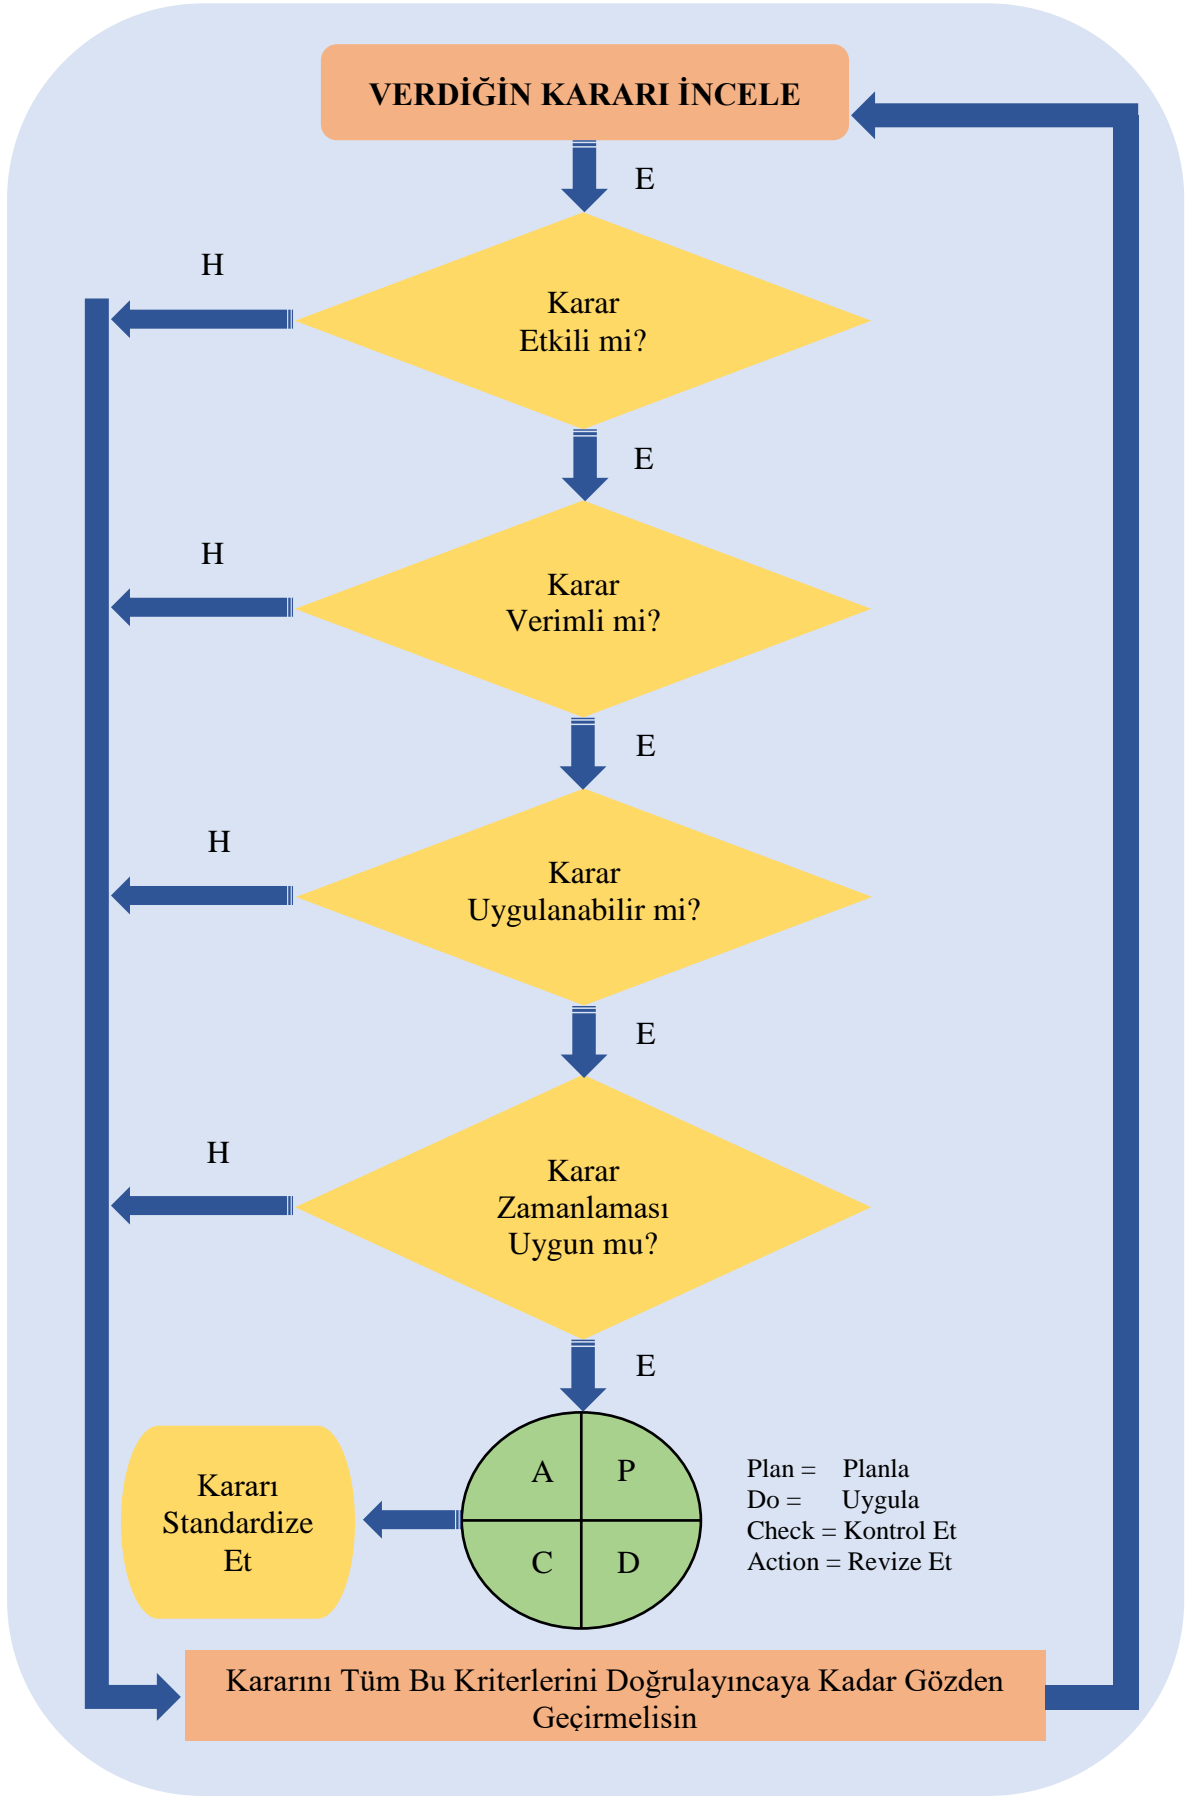 VERDİĞİN KARARI İNCELE
E
H
Karar
Etkili mi?
E
H
Karar
Verimli mi?
E
H
Karar
Uygulanabilir mi?
E
H
Karar
Zamanlaması
Uygun mu?
E
Kararı
Standardize
Et
A P
C D
Plan = Planla
Do = Uygula
Check = Kontrol Et
Action = Revize Et
Kararını Tüm Bu Kriterlerini Doğrulayıncaya Kadar Gözden
Geçirmelisin